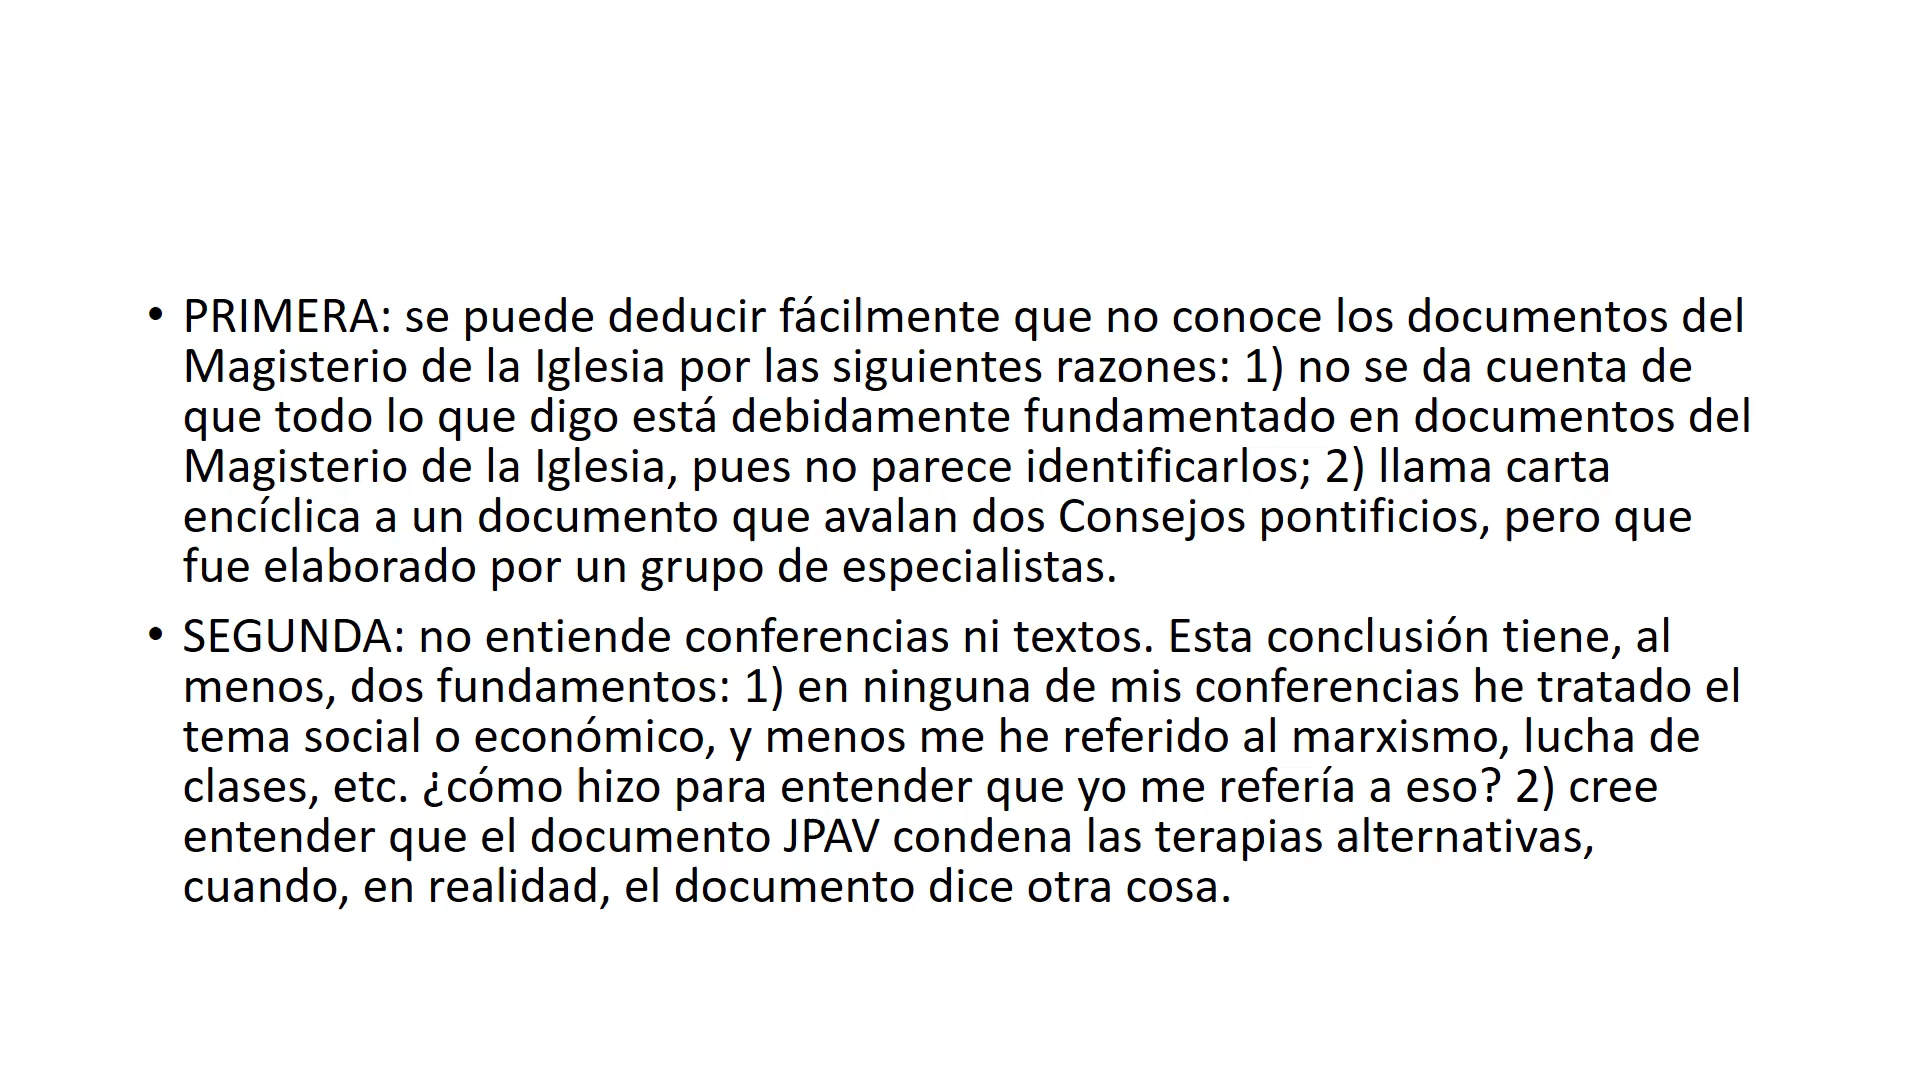 • PRIMERA: se puede deducir fácilmente que no conoce los documentos del
Magisterio de la Iglesia por las siguientes razones: 1) no se da cuenta de
que todo lo que digo está debidamente fundamentado en documentos del
Magisterio de la Iglesia, pues no parece identificarlos; 2) llama carta
encíclica a un documento que avalan dos Consejos pontificios, pero que
fue elaborado por un grupo de especialistas.
• SEGUNDA: no entiende conferencias ni textos. Esta conclusión tiene, al
menos, dos fundamentos: 1) en ninguna de mis conferencias he tratado el
tema social o económico, y menos me he referido al marxismo, lucha de
clases, etc. ¿cómo hizo para entender que yo me refería a eso? 2) cree
entender que el documento JPAV condena las terapias alternativas,
cuando, en realidad, el documento dice otra cosa.